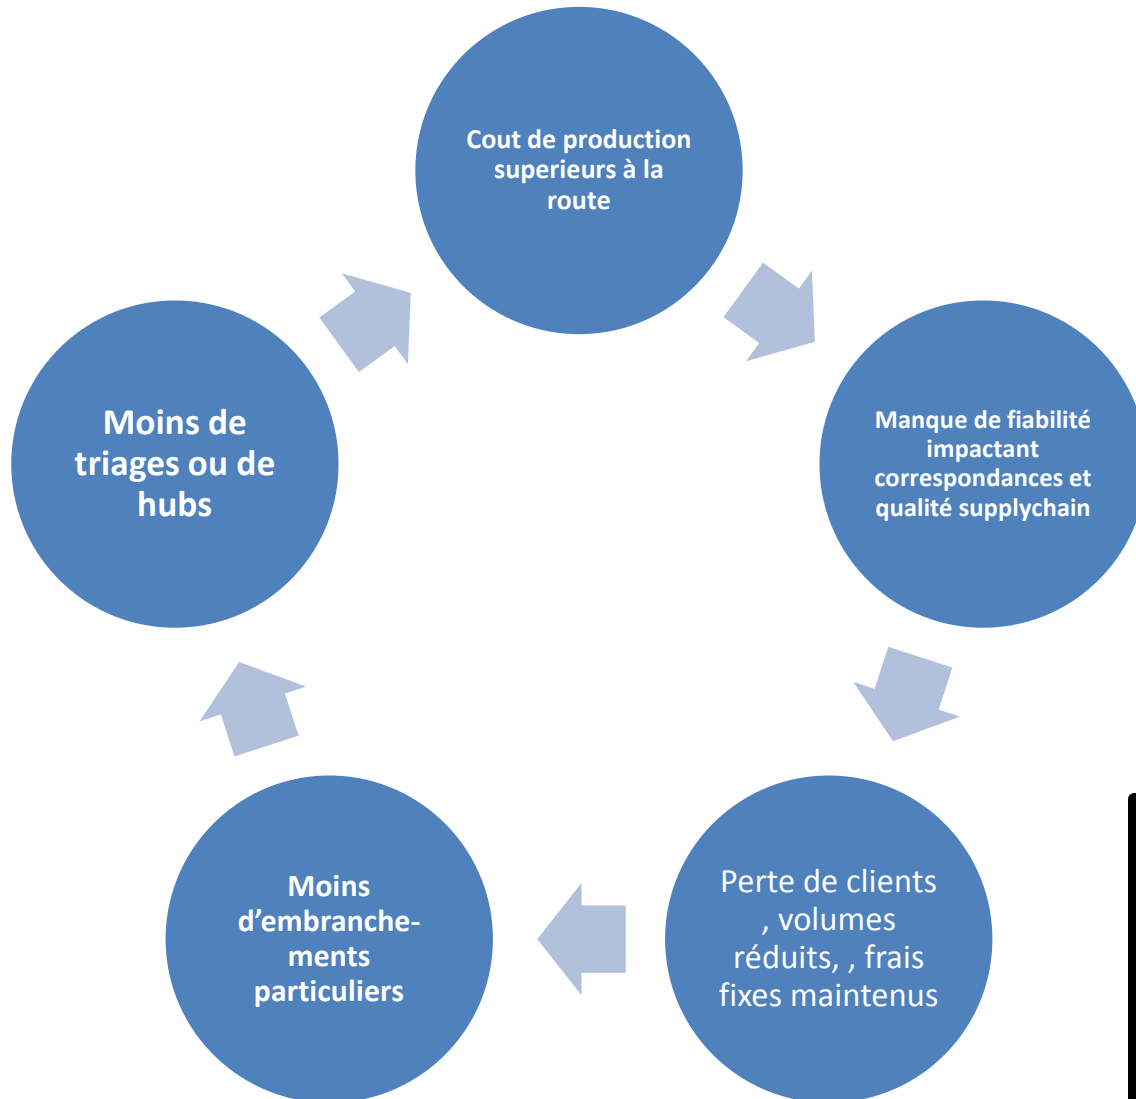 Cout de production
superieurs à la
route
Manque de fiabilité
impactant
correspondances et
qualité supplychain
Perte de clients
, volumes
réduits, , frais
fixes maintenus
Moins
d’embranche-
ments
particuliers
Moins de
triages ou de
hubs